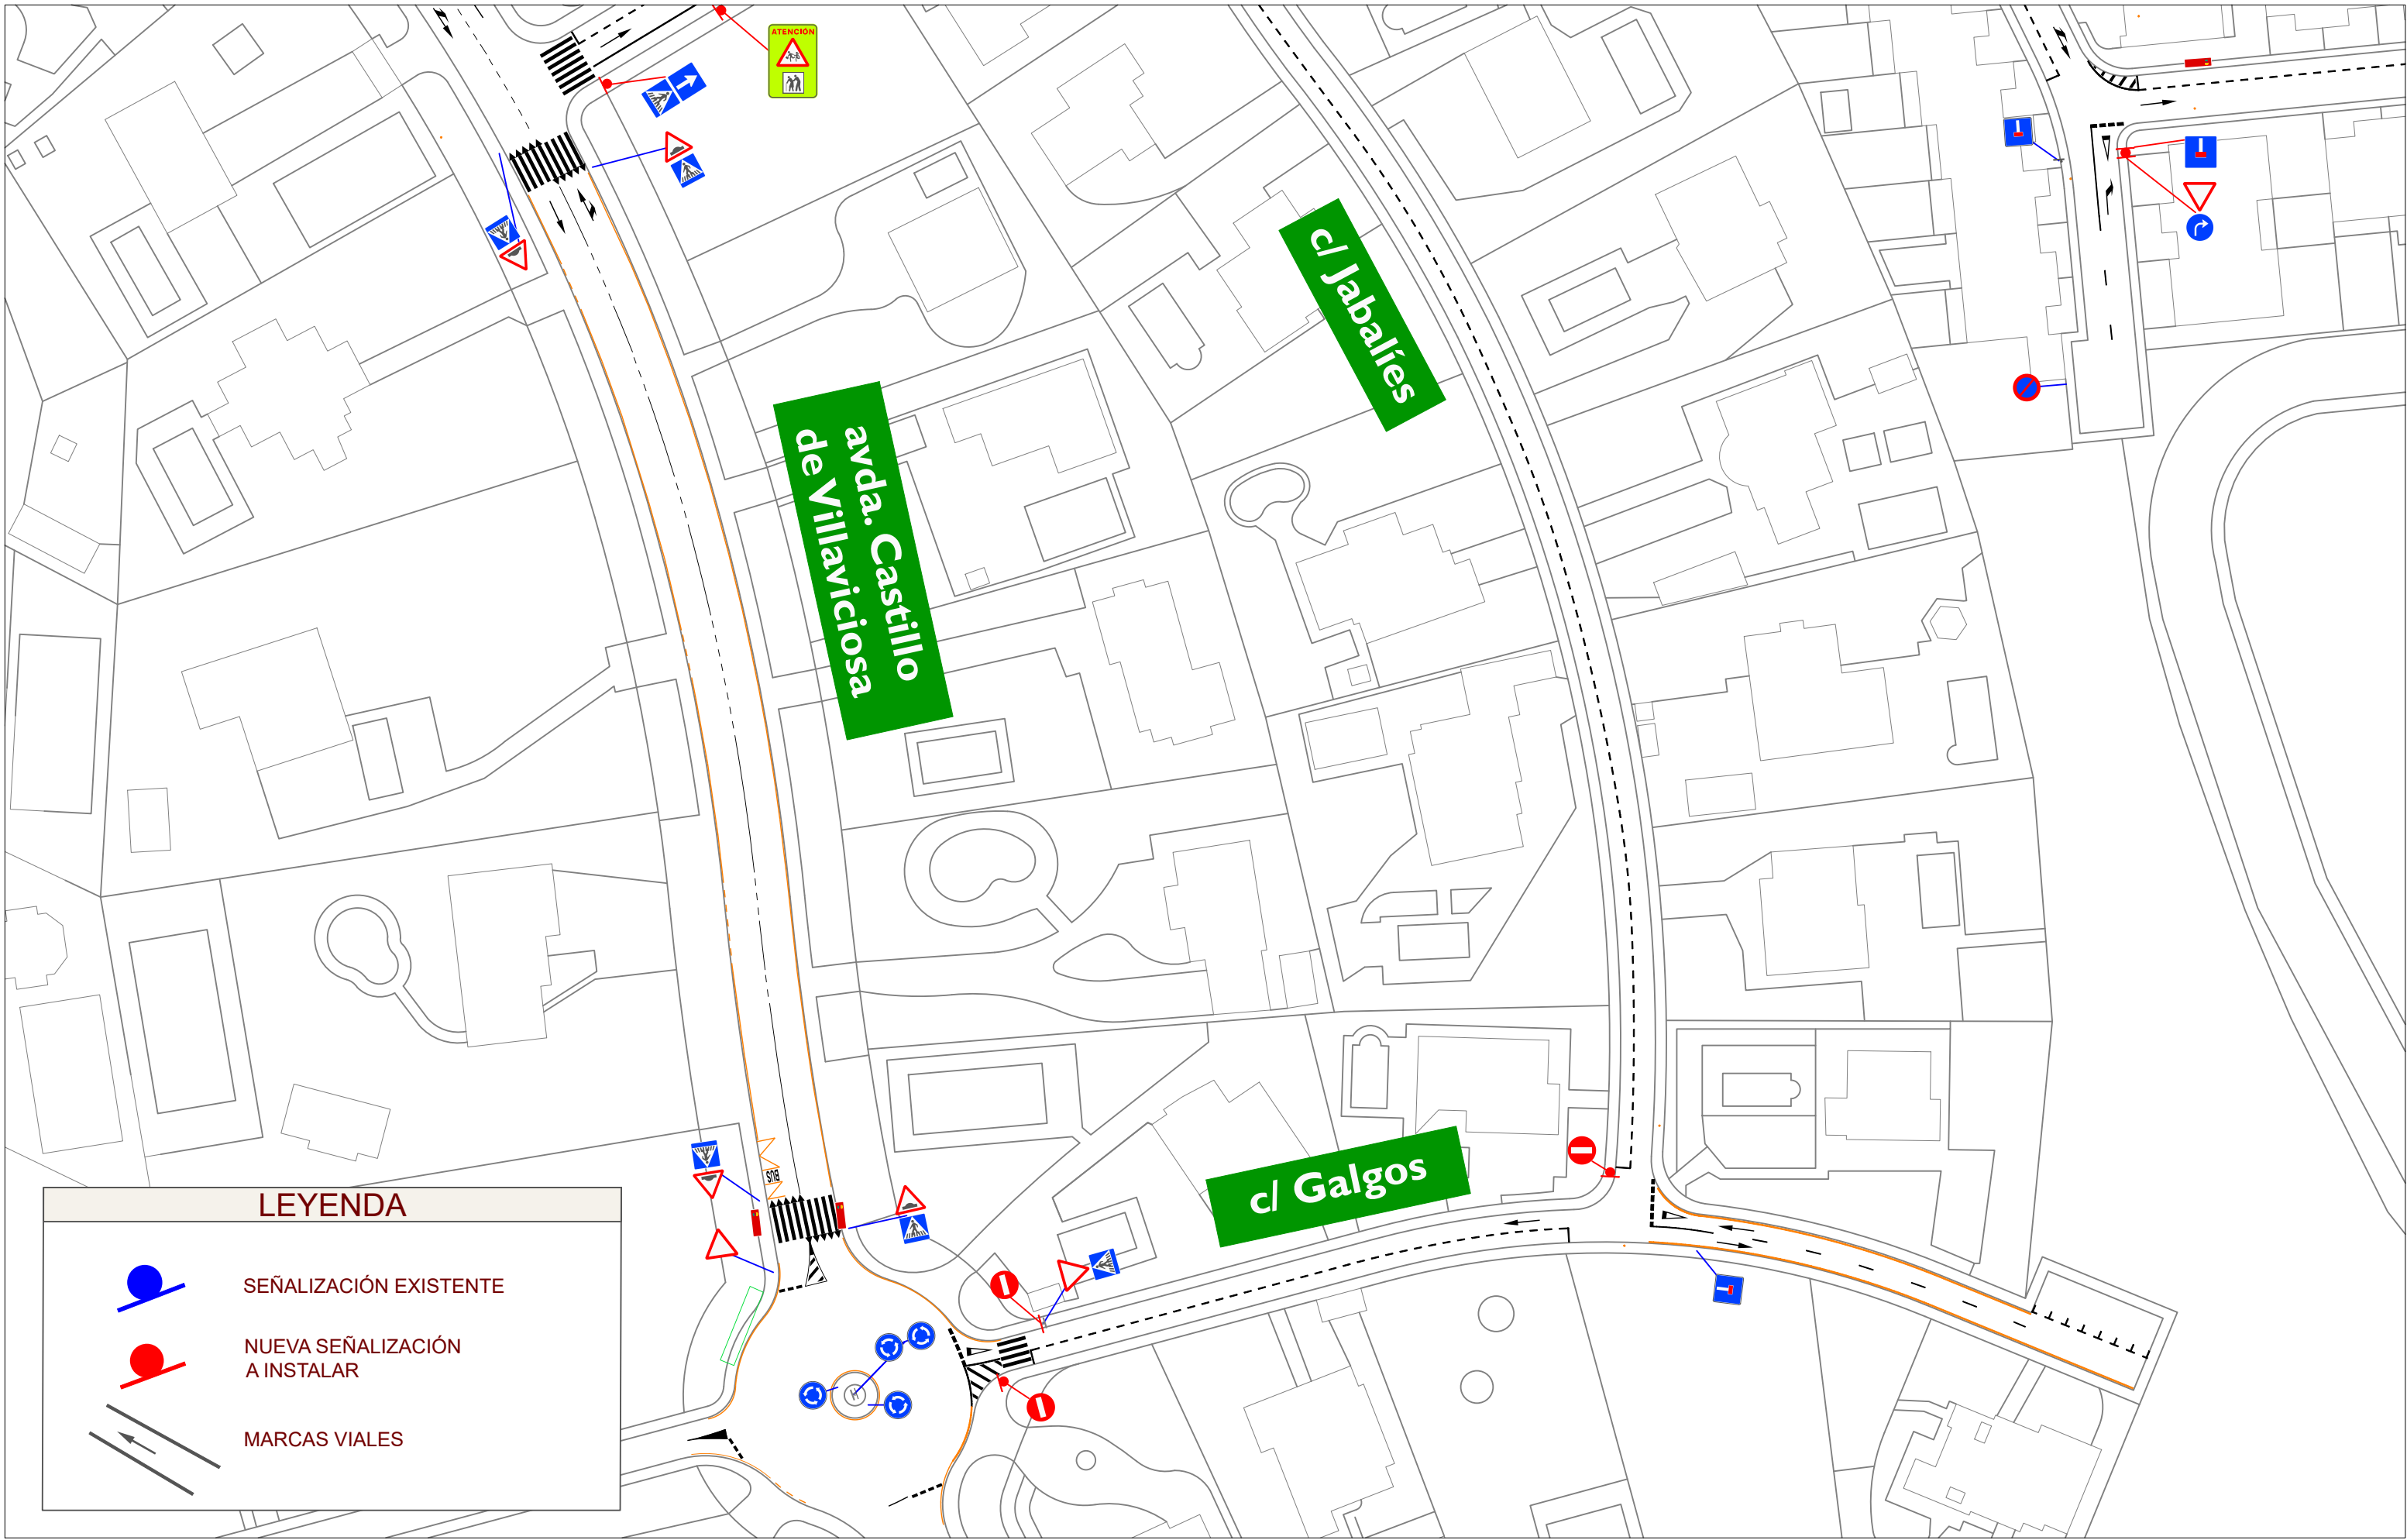 ATENCIÓN
c/ Jabalíes
avda. Castillo
de Villaviciosa
BUS
c/ Galgos
LEYENDA
SEÑALIZACIÓN EXISTENTE
NUEVA SEÑALIZACIÓN
A INSTALAR
MARCAS VIALES